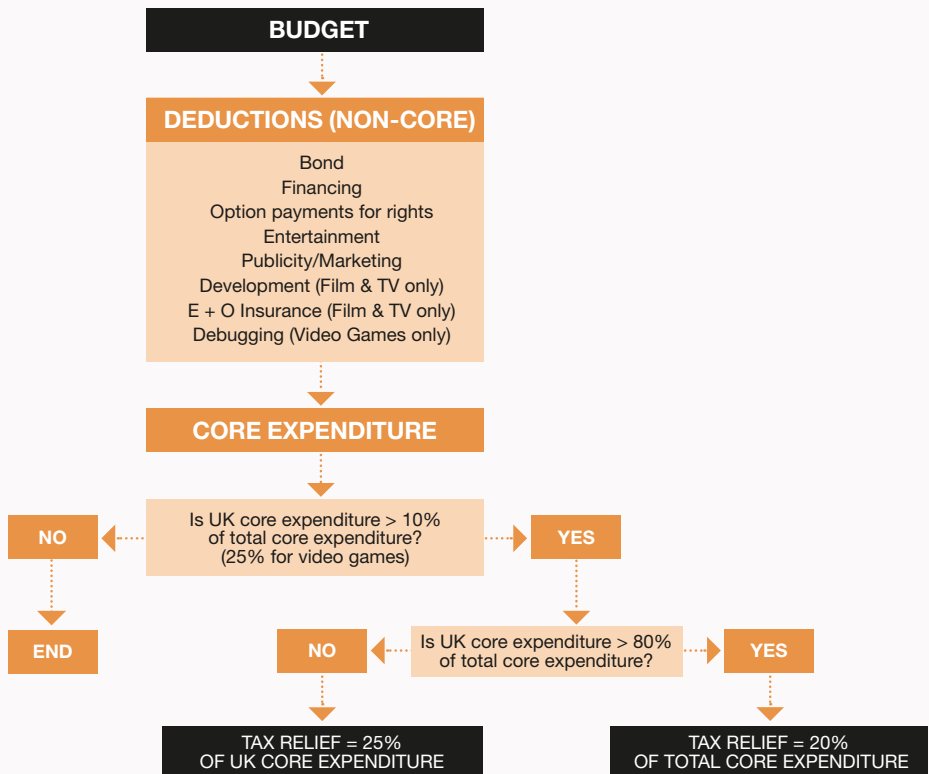 BUDGET
DEDUCTIONS (NON-CORE)
Bond
Financing
Option payments for rights
Entertainment
Publicity/Marketing
Development (Film & TV only)
E + O Insurance (Film & TV only)
Debugging (Video Games only)
CORE EXPENDITURE
Is UK core expenditure > 10%
of total core expenditure?
(25% for video games)
NO
YES
END
NO
Is UK core expenditure > 80%
of total core expenditure?
YES
TAX RELIEF = 25%
OF UK CORE EXPENDITURE
TAX RELIEF = 20%
OF TOTAL CORE EXPENDITURE